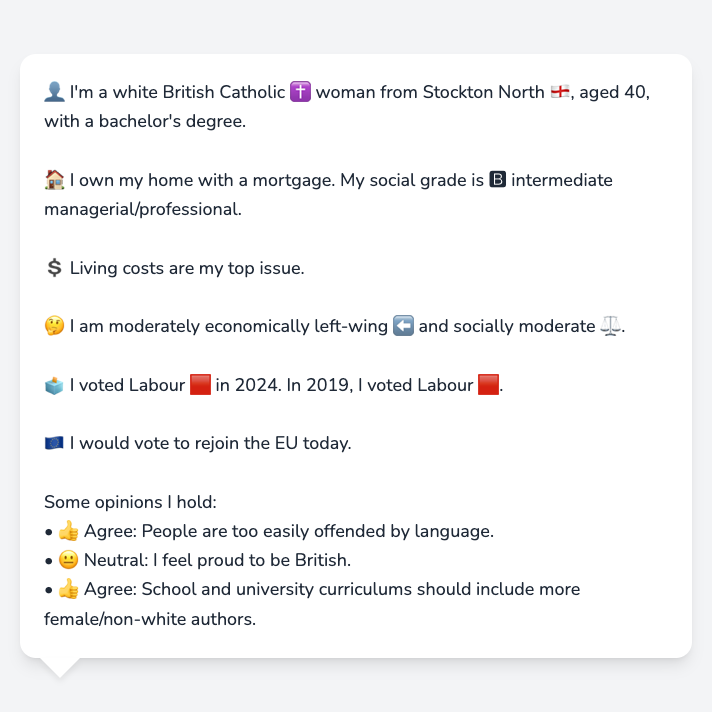 👤 I'm a white British Catholic ✝️ woman from Stockton North 🏴󠁧󠁢󠁥󠁮󠁧󠁿, aged 40,
with a bachelor's degree.
🏠 I own my home with a mortgage. My social grade is 🅱 intermediate
managerial/professional.
💲 Living costs are my top issue.
🤔 I am moderately economically left-wing ⬅️ and socially moderate ⚖️.
🗳️ I voted Labour 🟥 in 2024. In 2019, I voted Labour 🟥.
🇪🇺 I would vote to rejoin the EU today.
Some opinions I hold:
• 👍 Agree: People are too easily offended by language.
• 😐 Neutral: I feel proud to be British.
• 👍 Agree: School and university curriculums should include more
female/non-white authors.